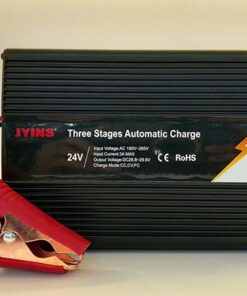 JYINS
Three Stages Automatic Charge
24V
Input Voltage:AC 190V~265V
Input Current:3A MAX
Output Voltage:DC28.8~29.6V
Charge Mode:CC,CV,FC
CE RoHS